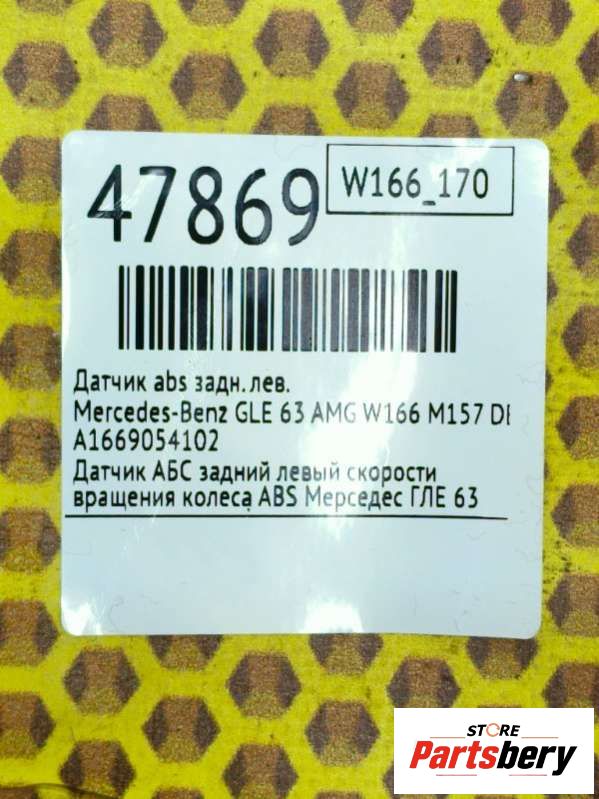 47869
W166_170
Датчик abs задн.лев.
Mercedes-Benz GLE 63 AMG W166 M157 DE
A1669054102
Датчик АБС задний левый скорости
вращения колеса ABS Мерседес ГЛЕ 63
STORE
Partsbery